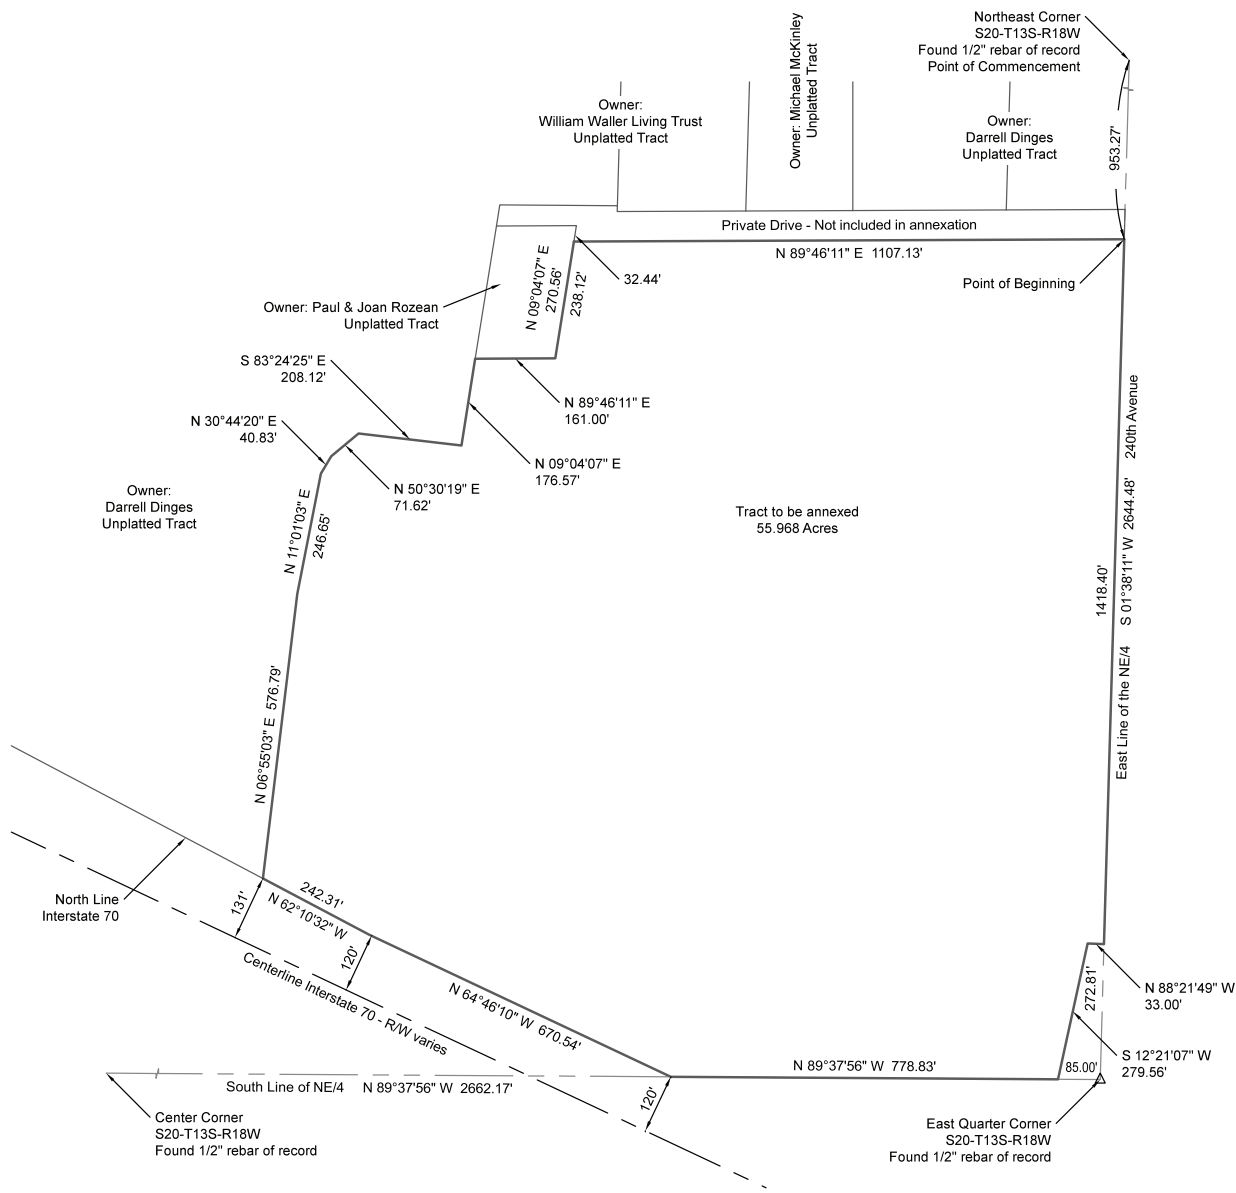 Northeast Corner
S20-T13S-R18W
Found 1/2" rebar of record
Point of Commencement
953.27'
Owner:
William Waller Living Trust
Unplatted Tract
Owner: Michael McKinley
Unplatted Tract
Owner:
Darrell Dinges
Unplatted Tract
Private Drive - Not included in annexation
N 89°46'11" E 1107.13'
Point of Beginning
32.44'
N 09°04'07" E
270.56'
238.12'
Owner: Paul & Joan Rozean
Unplatted Tract
S 83°24'25" E
208.12'
N 89°46'11" E
161.00'
N 30°44'20" E
40.83'
N 09°04'07" E
176.57'
N 50°30'19" E
71.62'
Owner:
Darrell Dinges
Unplatted Tract
N 11°01'03" E
246.65'
Tract to be annexed
55.968 Acres
1418.40'
East Line of the NE/4 S 01°38'11" W 2644.48' 240th Avenue
N 06°55'03" E 576.79'
North Line
Interstate 70
131'
242.31'
N 62°10'32" W
120'
Centerline Interstate 70 - R/W varies
N 64°46'10" W 670.54'
272.81'
N 88°21'49" W
33.00'
S 12°21'07" W
279.56'
N 89°37'56" W 778.83'
85.00'
South Line of NE/4 N 89°37'56" W 2662.17'
120'
Center Corner
S20-T13S-R18W
Found 1/2" rebar of record
East Quarter Corner
S20-T13S-R18W
Found 1/2" rebar of record